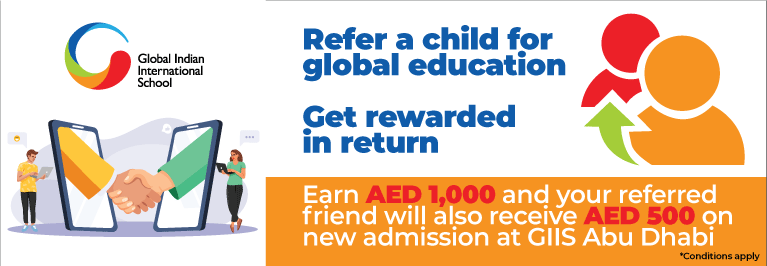 Global Indian
International
School
Refer a child for
global education
Get rewarded
in return
Earn AED 1,000 and your referred
friend will also receive AED 500 on
new admission at GIIS Abu Dhabi
*Conditions apply